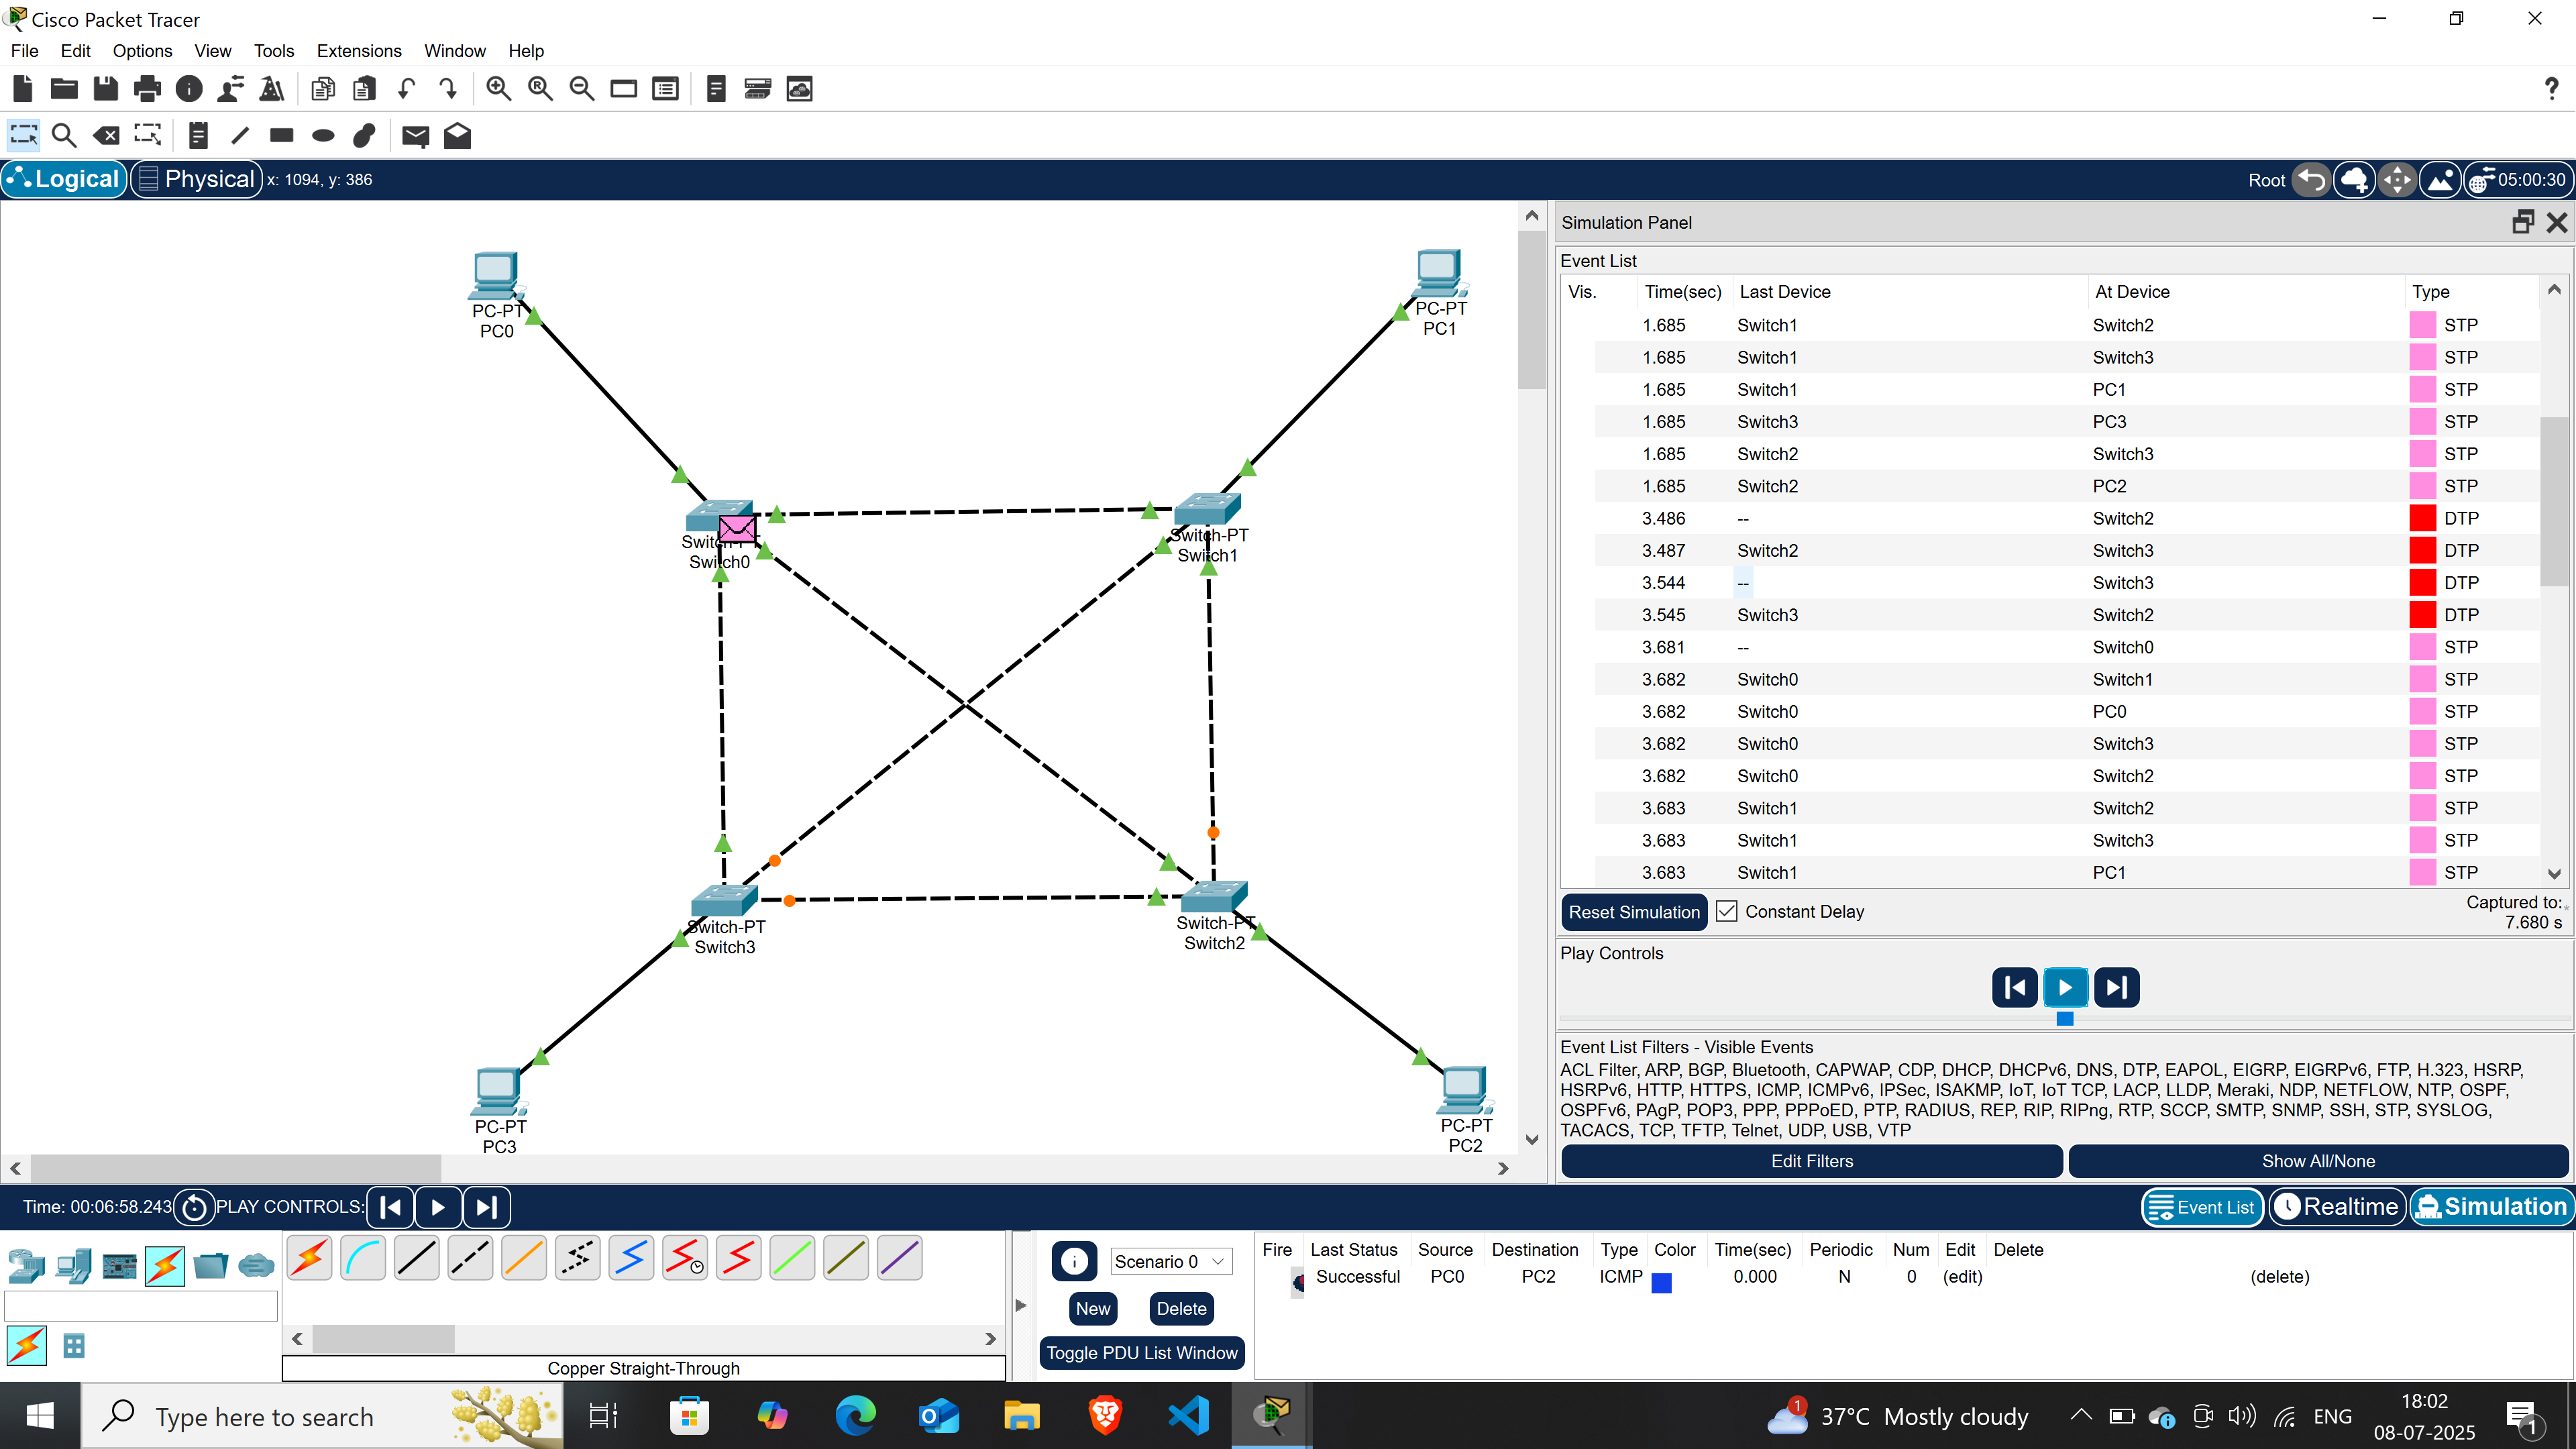 Cisco Packet Tracer
File Edit Options View Tools Extensions Window Help
Logical Physical x: 1094, y: 386 Root 05:00:30
PC-PT
PC0
PC-PT
PC1
Switch0
Switch-PT
Switch1
Switch-PT
Switch3
Switch-PT
Switch2
PC-PT
PC3
PC-PT
PC2
Simulation Panel
Event List
Vis. Time(sec) Last Device At Device Type
1.685 Switch1 Switch2 STP
1.685 Switch1 Switch3 STP
1.685 Switch1 PC1 STP
1.685 Switch3 PC3 STP
1.685 Switch2 Switch3 STP
1.685 Switch2 PC2 STP
3.486 -- Switch2 DTP
3.487 Switch2 Switch3 DTP
3.544 -- Switch3 DTP
3.545 Switch3 Switch2 DTP
3.681 -- Switch0 STP
3.682 Switch0 Switch1 STP
3.682 Switch0 PC0 STP
3.682 Switch0 Switch3 STP
3.682 Switch0 Switch2 STP
3.683 Switch1 Switch2 STP
3.683 Switch1 Switch3 STP
3.683 Switch1 PC1 STP
Reset Simulation Constant Delay Captured to:
7.680 s
Play Controls
Event List Filters - Visible Events
ACL Filter, ARP, BGP, Bluetooth, CAPWAP, CDP, DHCP, DHCPv6, DNS, DTP, EAPOL, EIGRP, EIGRPv6, FTP, H.323, HSRP,
HSRPv6, HTTP, HTTPS, ICMP, ICMPv6, IPSec, ISAKMP, IoT, IoT TCP, LACP, LLDP, Meraki, NDP, NETFLOW, NTP, OSPF,
OSPFv6, PAgP, POP3, PPP, PPPoED, PTP, RADIUS, REP, RIP, RIPng, RTP, SCCP, SMTP, SNMP, SSH, STP, SYSLOG,
TACACS, TCP, TFTP, Telnet, UDP, USB, VTP
Edit Filters Show All/None
Time: 00:06:58.243 PLAY CONTROLS: Event List Realtime Simulation
Scenario 0
New Delete
Toggle PDU List Window
Fire Last Status Source Destination Type Color Time(sec) Periodic Num Edit Delete
Successful PC0 PC2 ICMP 0.000 N 0 (edit) (delete)
Copper Straight-Through
Type here to search
1 37°C Mostly cloudy ENG 18:02
08-07-2025 1